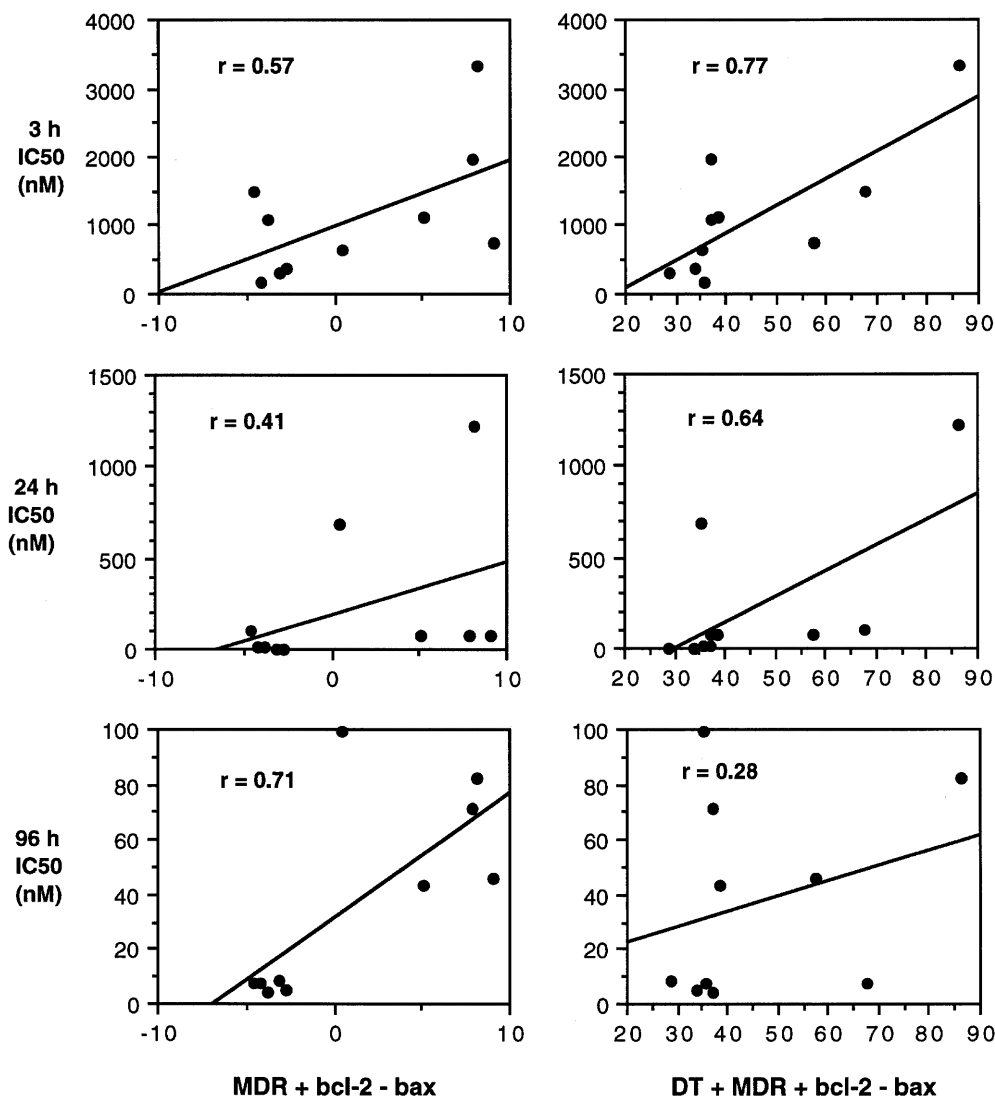 4000
3000
2000
1000
0
-10 0 10
r = 0.57
3 h
IC50
(nM)
4000
3000
2000
1000
0
20 30 40 50 60 70 80 90
r = 0.77
1500
1000
500
0
-10 0 10
r = 0.41
24 h
IC50
(nM)
1500
1000
500
0
20 30 40 50 60 70 80 90
r = 0.64
100
80
60
40
20
0
-10 0 10
r = 0.71
96 h
IC50
(nM)
100
80
60
40
20
0
20 30 40 50 60 70 80 90
r = 0.28
MDR + bcl-2 - bax
DT + MDR + bcl-2 - bax